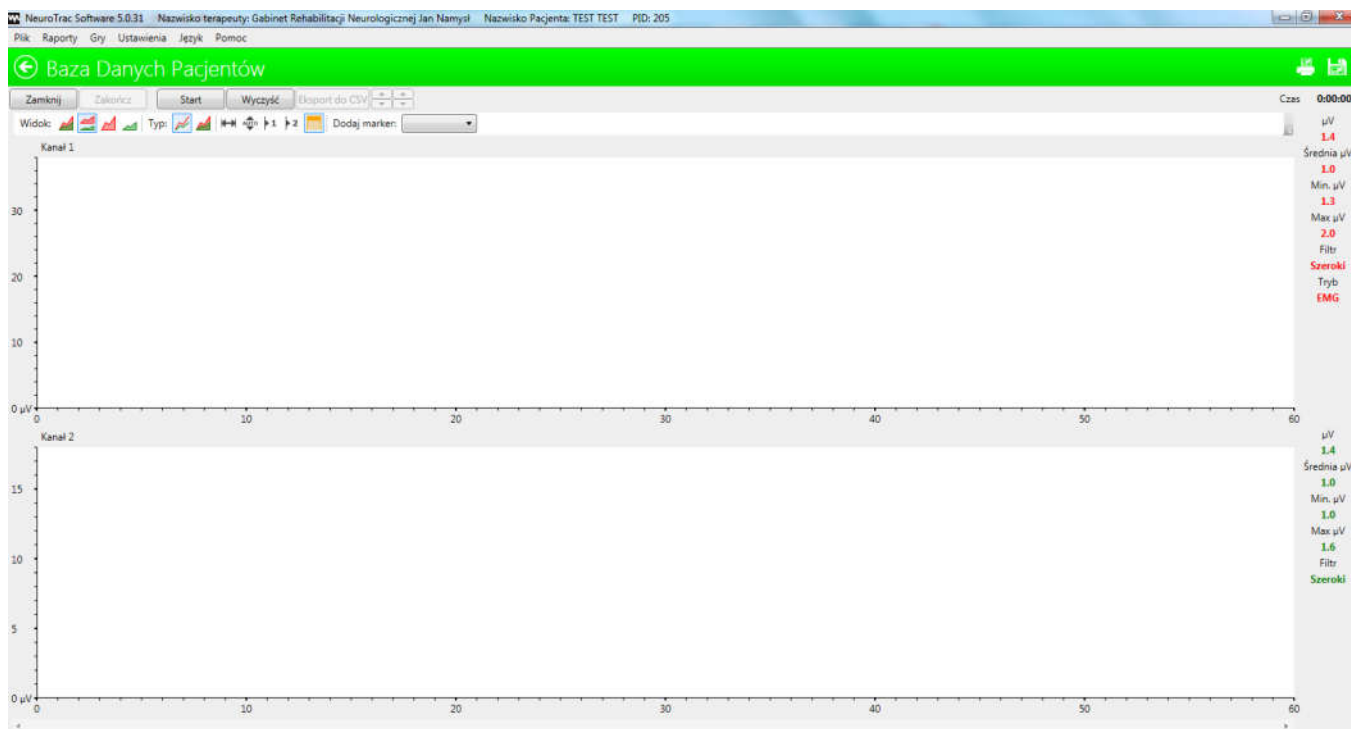 NeuroTrac Software 5.0.31 Nazwisko terapeuty: Gabinet Rehabilitacji Neurologicznej Jan Namysł Nazwisko Pacjenta: TEST TEST PID: 205
Plik Raporty Gry Ustawienia Język Pomoc
Baza Danych Pacjentów
Zamknij Zakończ Start Wyczyść Eksport do CSV Czas 0:00:00
Widok: Typ: 1 2 Dodaj marker:
Kanał 1
30
20
10
0 µV
0 10 20 30 40 50 60
µV
1.4
Średnia µV
1.0
Min. µV
1.3
Max µV
2.0
Filtr
Szeroki
Tryb
EMG
Kanał 2
15
10
5
0 µV
0 10 20 30 40 50 60
µV
1.4
Średnia µV
1.0
Min. µV
1.0
Max µV
1.6
Filtr
Szeroki